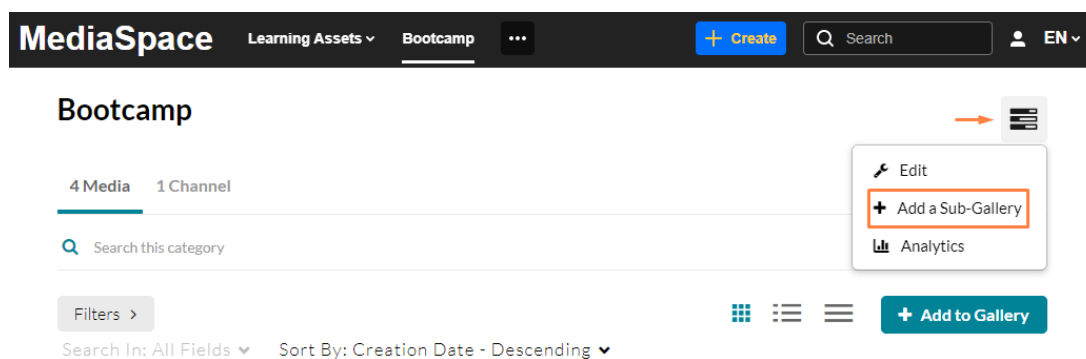 MediaSpace Learning Assets Bootcamp ••• + Create Search EN
Bootcamp
Edit
4 Media 1 Channel
+ Add a Sub-Gallery
Search this category
Analytics
Filters > + Add to Gallery
Search In: All Fields Sort By: Creation Date - Descending